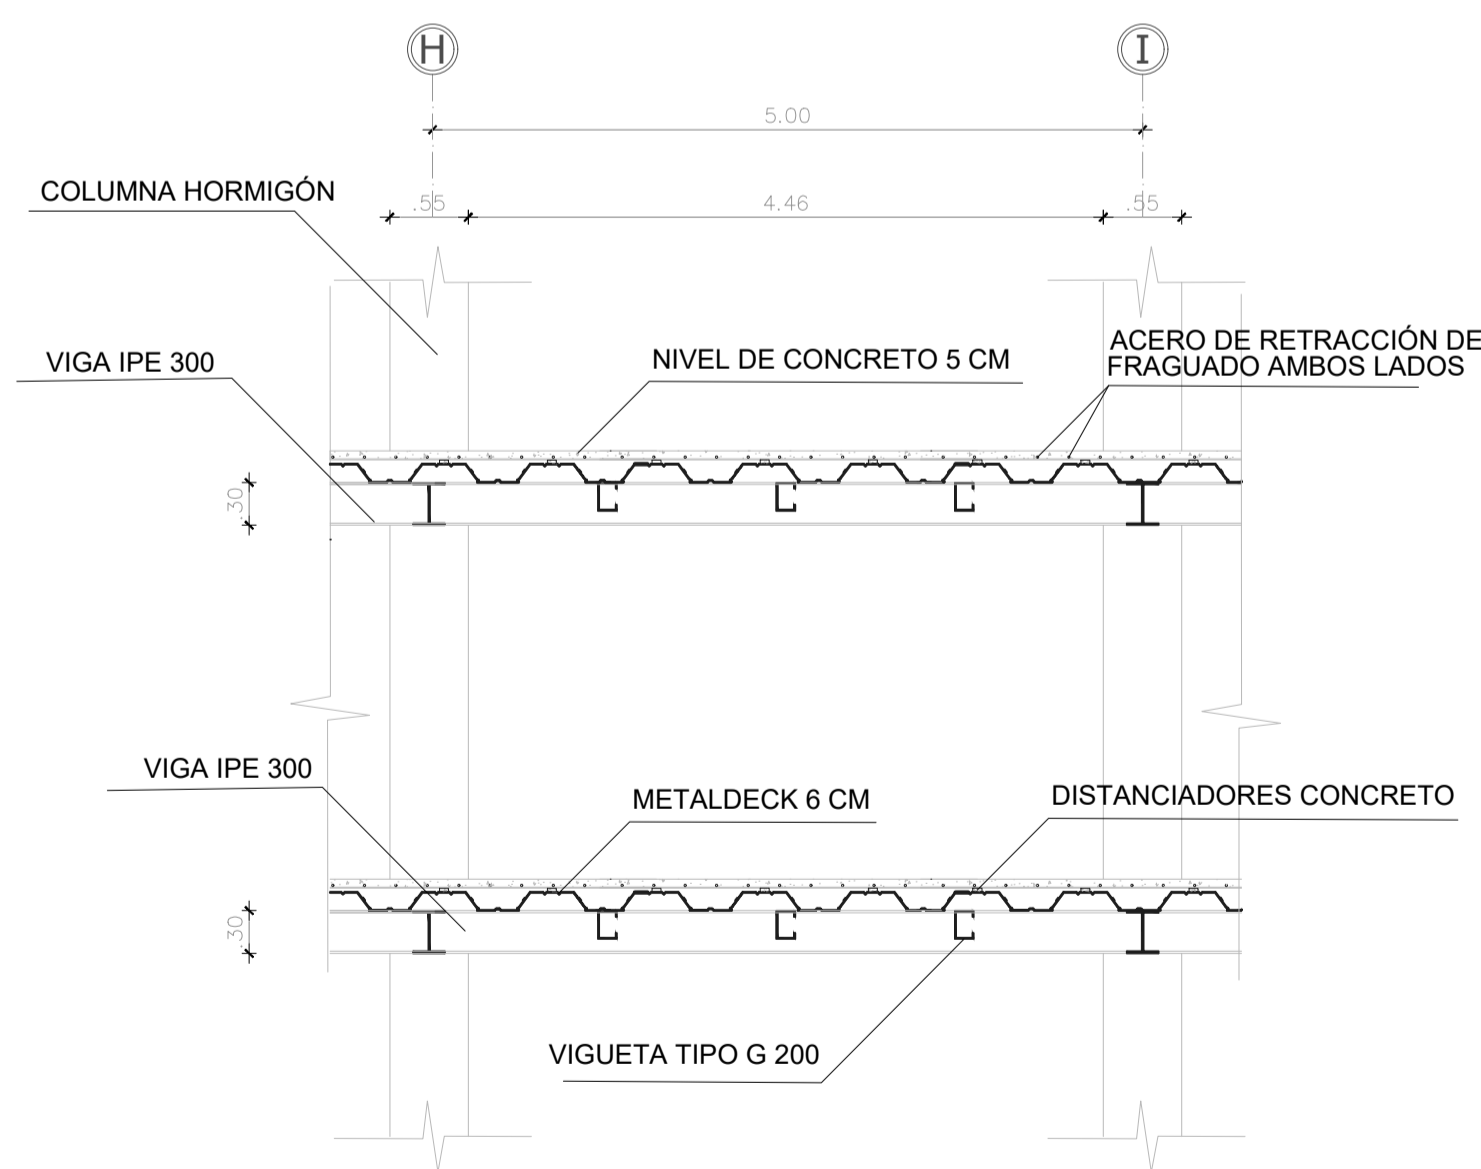 H
I
5.00
COLUMNA HORMIGÓN
.55
4.46
.55
VIGA IPE 300
NIVEL DE CONCRETO 5 CM
ACERO DE RETRACCIÓN DE
FRAGUADO AMBOS LADOS
.30
VIGA IPE 300
METALDECK 6 CM
DISTANCIADORES CONCRETO
.30
VIGUETA TIPO G 200